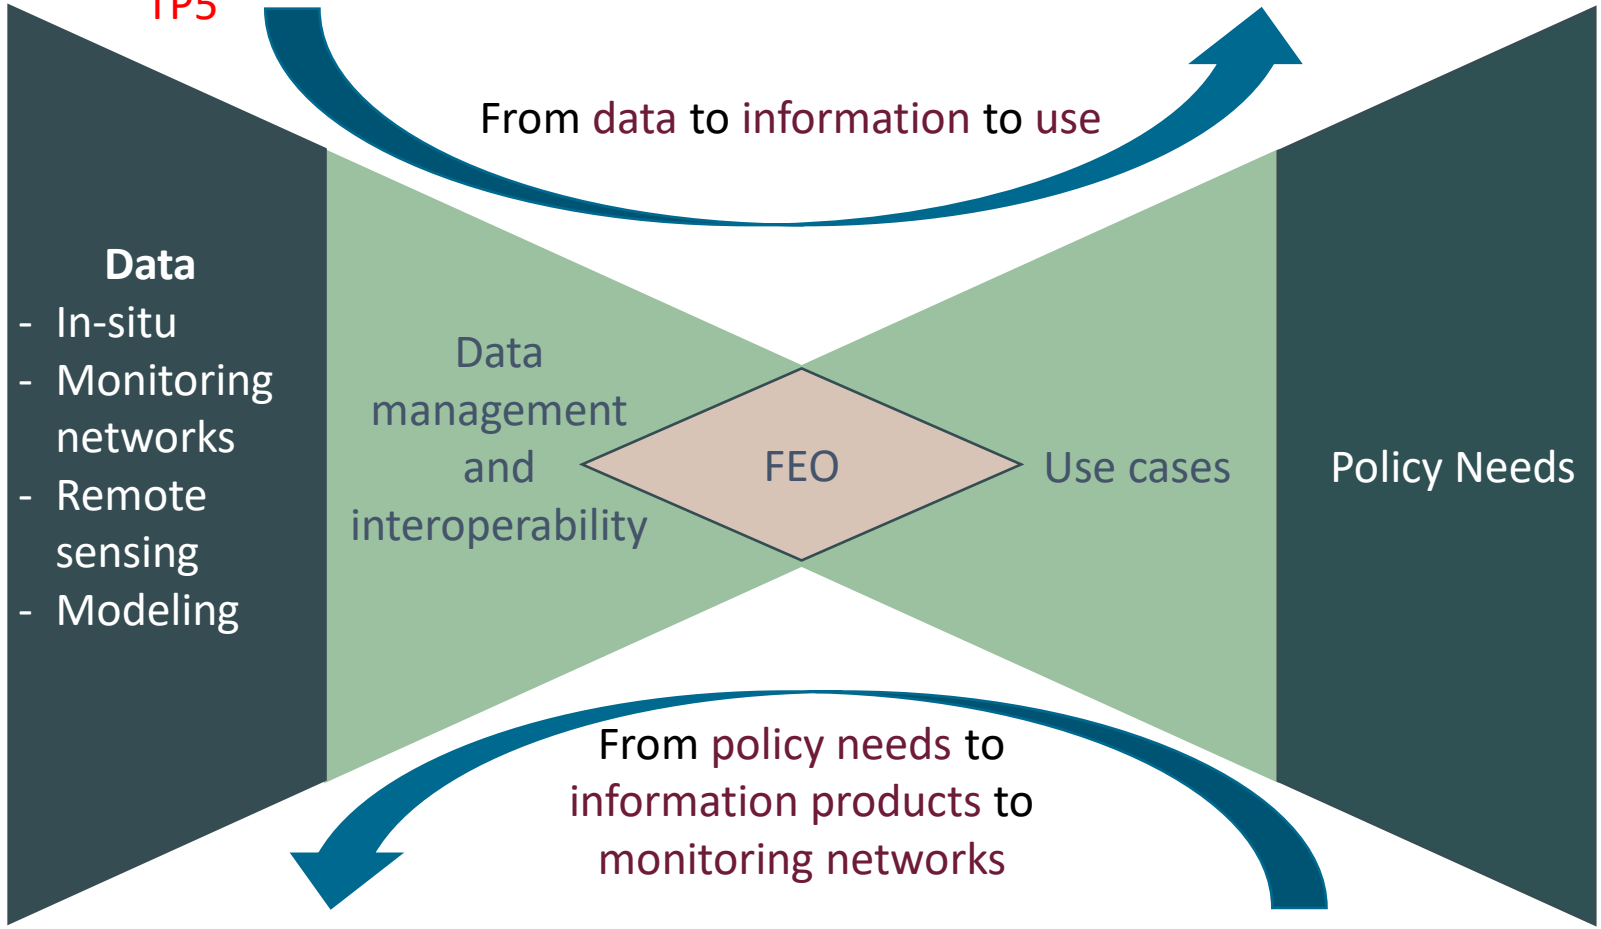 TP5
From data to information to use
Data
- In-situ
- Monitoring
networks
- Remote
sensing
- Modeling
Data
management
and
interoperability
FEO
Use cases
Policy Needs
From policy needs to
information products to
monitoring networks